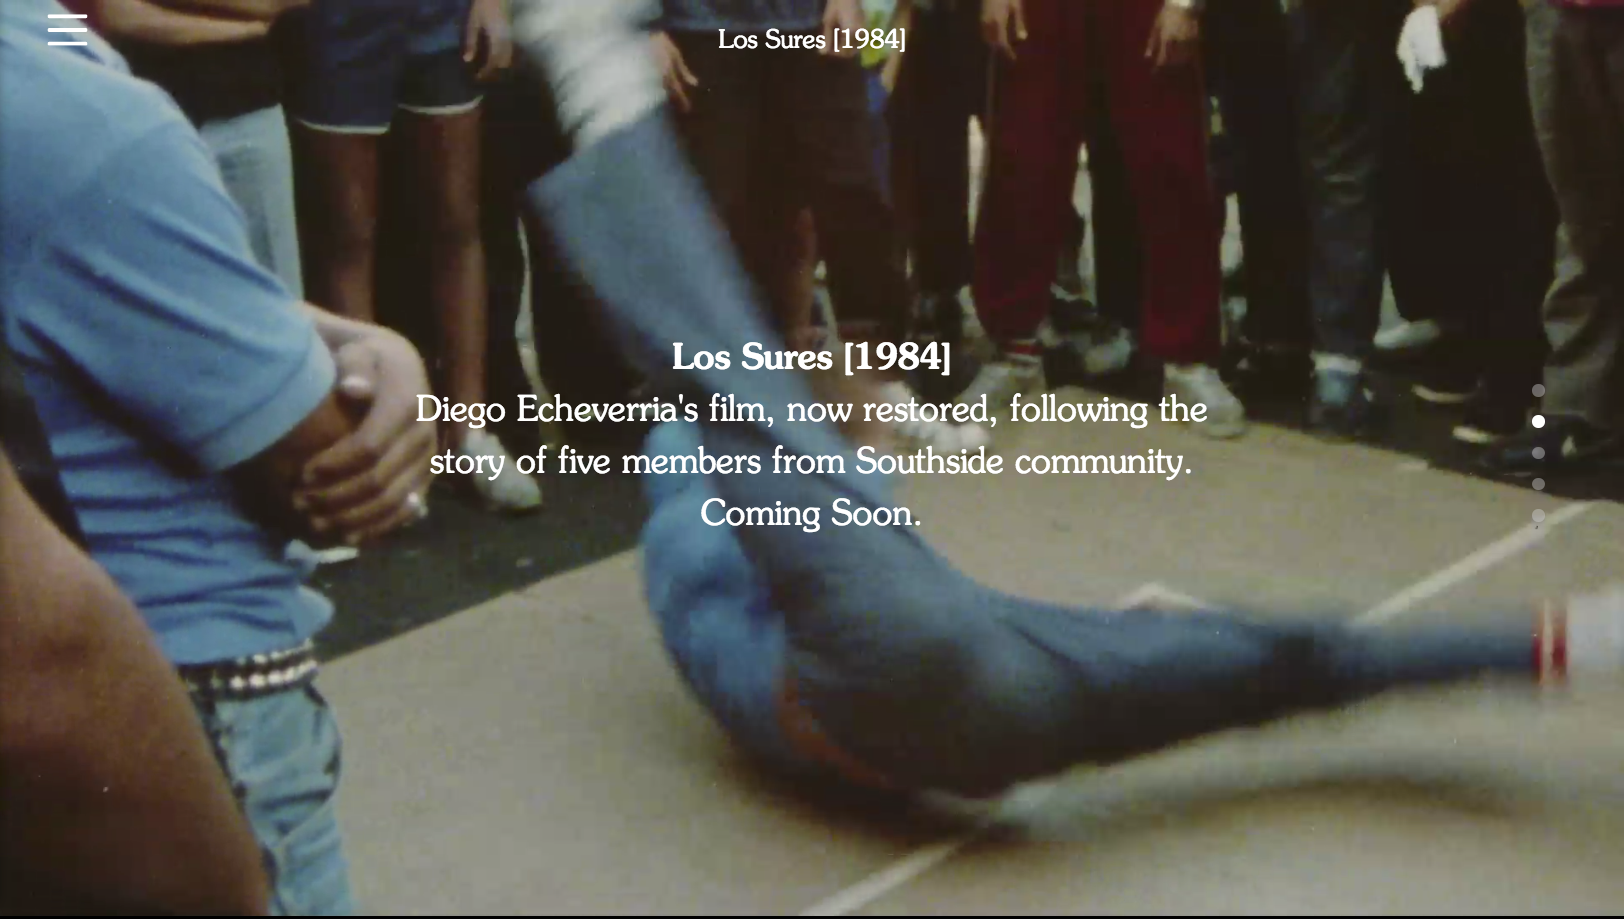 Los Sures [1984]
Los Sures [1984]
Diego Echeverria's film, now restored, following the
story of five members from Southside community.
Coming Soon.